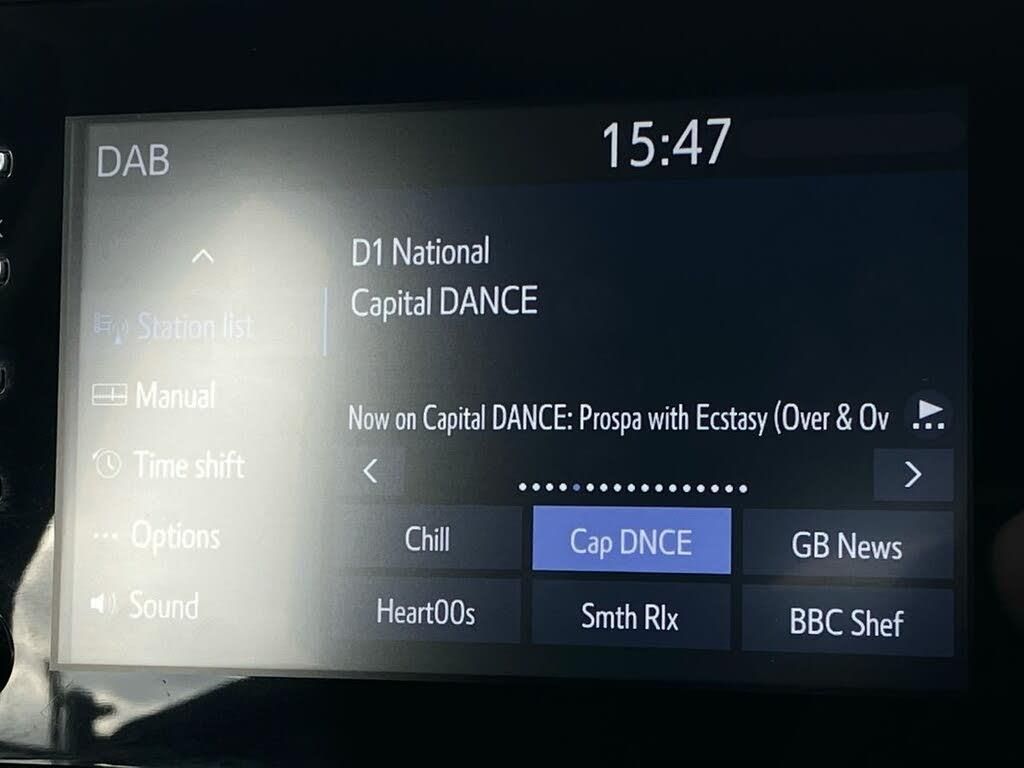 DAB
15:47
D1 National
Capital DANCE
Station list
Manual
Time shift
Options
Sound
Now on Capital DANCE: Prospa with Ecstasy (Over & Ov
Chill
Cap DNCE
GB News
Heart00s
Smth Rlx
BBC Shef